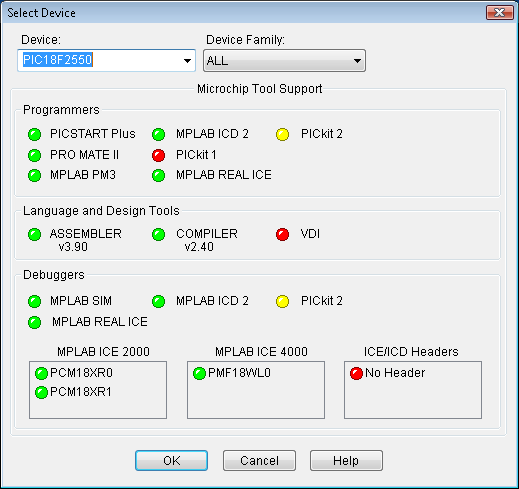 Select Device
Device: Device Family:
PIC18F2550 ALL
Microchip Tool Support
Programmers
PICSTART Plus MPLAB ICD 2 PICkit 2
PRO MATE II PICkit 1
MPLAB PM3 MPLAB REAL ICE
Language and Design Tools
ASSEMBLER COMPILER VDI
v3.90 v2.40
Debuggers
MPLAB SIM MPLAB ICD 2 PICkit 2
MPLAB REAL ICE
MPLAB ICE 2000 MPLAB ICE 4000 ICE/ICD Headers
PCM18XR0 PMF18WL0 No Header
PCM18XR1
OK Cancel Help